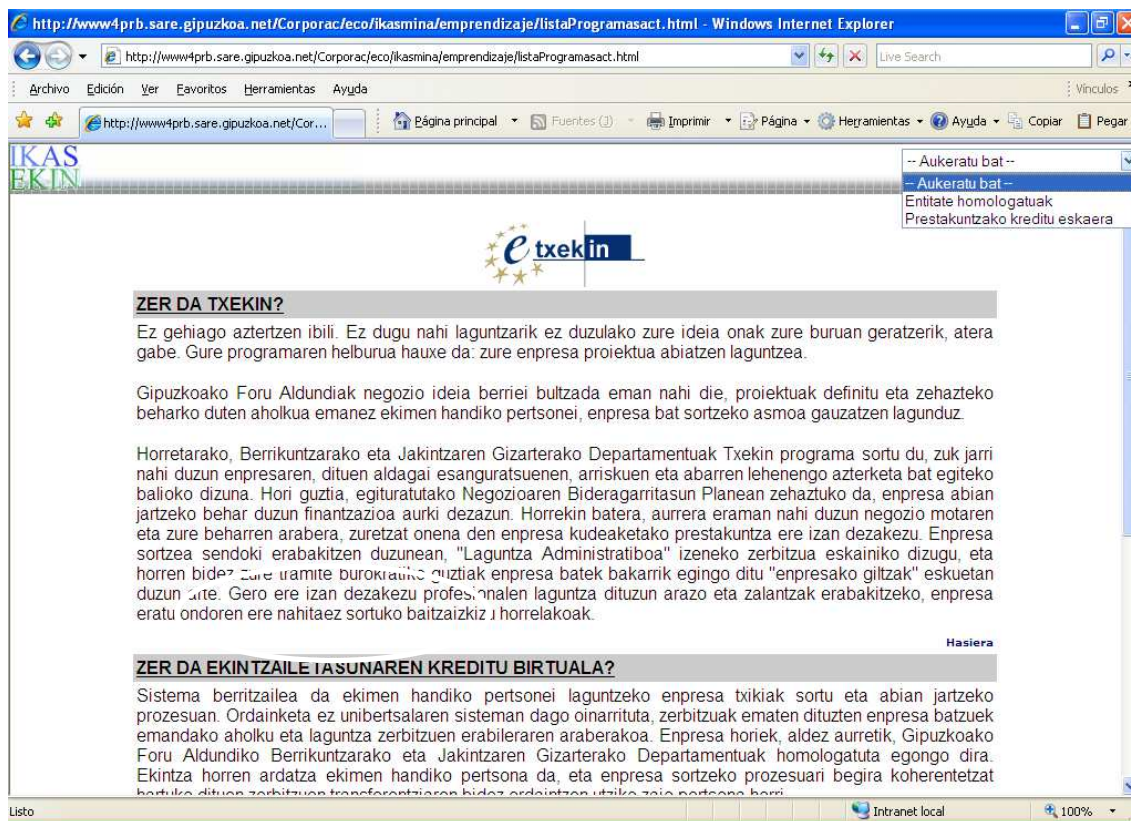 http://www4prb.sare.gipuzkoa.net/Corporac/eco/ikasmina/emprendizaje/listaProgramasact.html - Windows Internet Explorer
http://www4prb.sare.gipuzkoa.net/Corporac/eco/ikasmina/emprendizaje/listaProgramasact.html Live Search
Archivo Edición Ver Favoritos Herramientas Ayuda Vínculos
http://www4prb.sare.gipuzkoa.net/Cor... Página principal Fuentes (J) Imprimir Página Herramientas Ayuda Copiar Pegar
IKAS
EKIN
-- Aukeratu bat --
-- Aukeratu bat --
Entitate homologatuak
Prestakuntzako kreditu eskaera
e txekin
ZER DA TXEKIN?
Ez gehiago aztertzen ibili. Ez dugu nahi laguntzarik ez duzulako zure ideia onak zure buruan geratzerik, atera
gabe. Gure programaren helburua hauxe da: zure enpresa proiektua abiatzen laguntzea.
Gipuzkoako Foru Aldundiak negozio ideia berriei bultzada eman nahi die, proiektuak definitu eta zehazteko
beharko duten aholkua emanez ekimen handiko pertsonei, enpresa bat sortzeko asmoa gauzatzen lagunduz.
Horretarako, Berrikuntzarako eta Jakintzaren Gizarterako Departamentuak Txekin programa sortu du, zuk jarri
nahi duzun enpresaren, dituen aldagai esanguratsuenen, arriskuen eta abarren lehenengo azterketa bat egiteko
balioko dizuna. Hori guztia, egituratutako Negozioaren Bideragarritasun Planean zehaztuko da, enpresa abian
jartzeko behar duzun finantzazioa aurki dezazun. Horrekin batera, aurrera eraman nahi duzun negozio motaren
eta zure beharren arabera, zuretzat onena den enpresa kudeaketako prestakuntza ere izan dezakezu. Enpresa
sortzea sendoki erabakitzen duzunean, "Laguntza Administratiboa" izeneko zerbitzua eskainiko dizugu, eta
horren bidez zure tramite burokratiko guztiak enpresa batek bakarrik egingo ditu "enpresako giltzak" eskuetan
duzun arte. Gero ere izan dezakezu profesionalen laguntza dituzun arazo eta zalantzak erabakitzeko, enpresa
eratu ondoren ere nahitaez sortuko baitzaizkizu horrelakoak.
Hasiera
ZER DA EKINTZAILETASUNAREN KREDITU BIRTUALA?
Sistema berritzailea da ekimen handiko pertsonei laguntzeko enpresa txikiak sortu eta abian jartzeko
prozesuan. Ordainketa ez unibertsalaren sisteman dago oinarrituta, zerbitzuak ematen dituzten enpresa batzuek
emandako aholku eta laguntza zerbitzuen erabileraren araberakoa. Enpresa horiek, aldez aurretik, Gipuzkoako
Foru Aldundiko Berrikuntzarako eta Jakintzaren Gizarterako Departamentuak homologatuta egongo dira.
Ekintza horren ardatza ekimen handiko pertsona da, eta enpresa sortzeko prozesuari begira koherentetzat
hartuko dituen zerbitzuen transferentziaren bidez ordaintzen utziko zaio pertsona horri
Listo Intranet local 100%